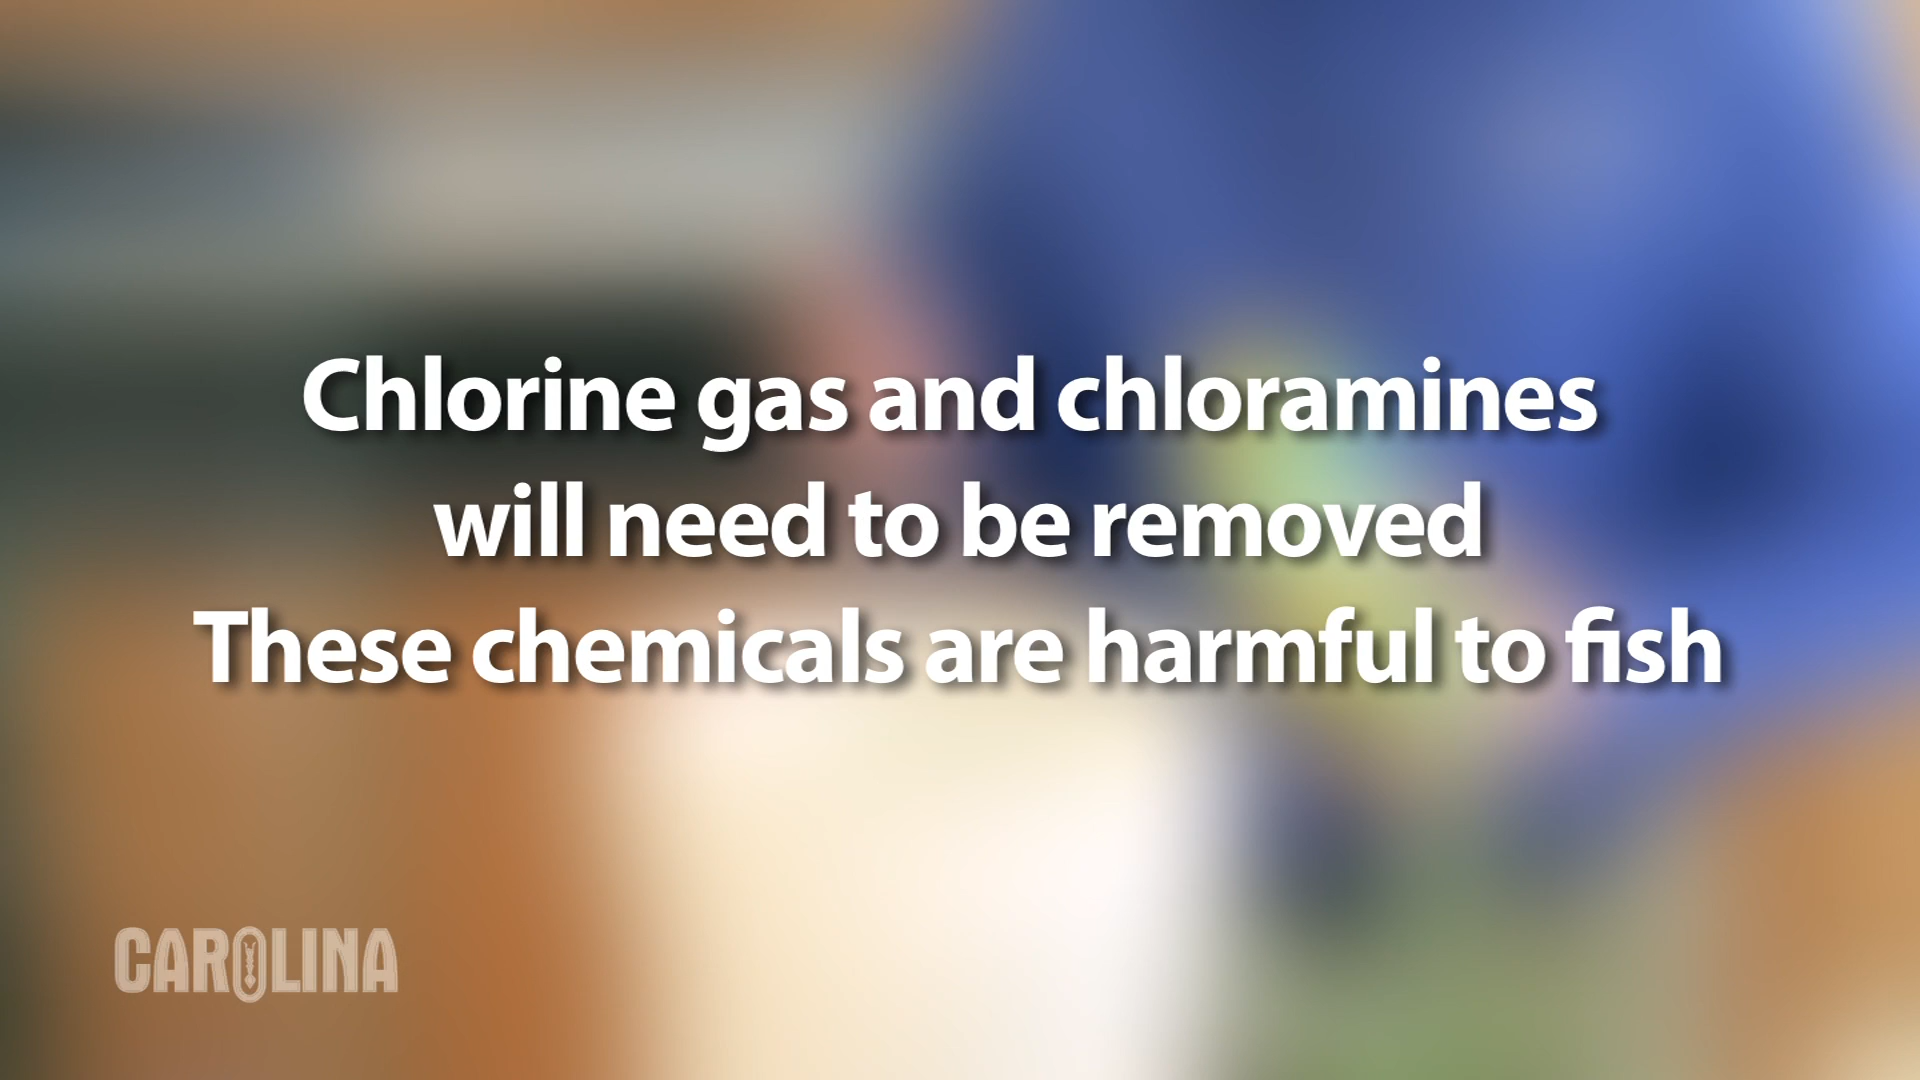 Chlorine gas and chloramines
will need to be removed
These chemicals are harmful to fish
CAROLINA